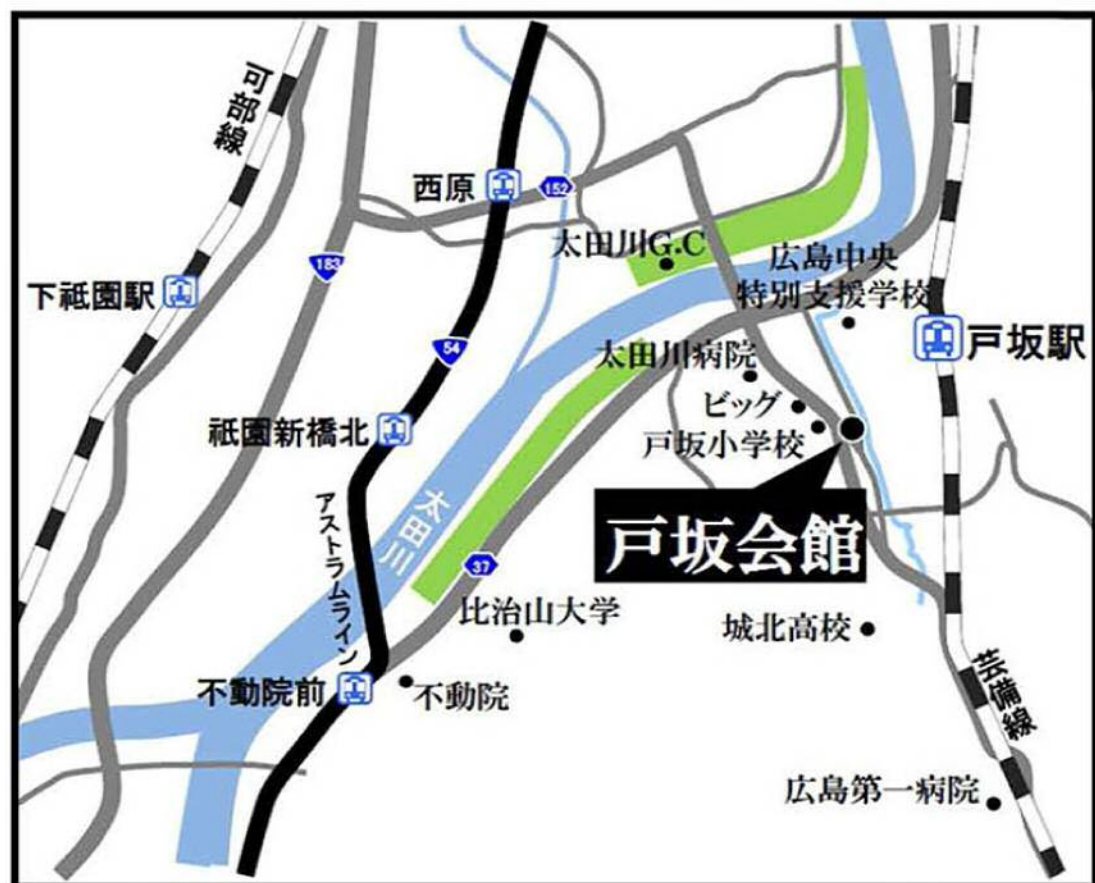 可部線
西原
152
183
太田川G.C
広島中央
特別支援学校
下祗園駅
54
太田川病院
戸坂駅
ビッグ
祗園新橋北
戸坂小学校
太田川
アストラムライン
戸坂会館
37
比治山大学
城北高校
不動院前
不動院
芸備線
広島第一病院